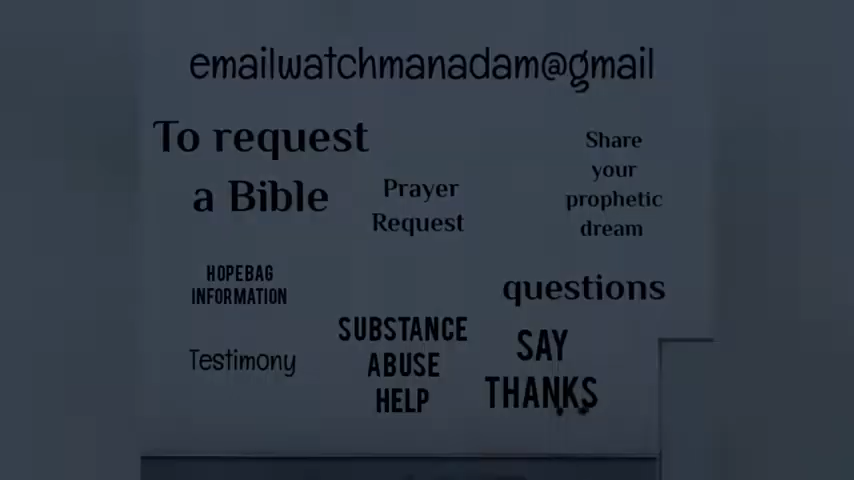 emailwatchmanadam@gmail
To request
a Bible
Prayer
Request
Share
your
prophetic
dream
HOPEBAG
INFORMATION
questions
Testimony
SUBSTANCE
ABUSE
HELP
SAY
THANKS